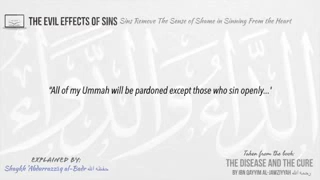 THE EVIL EFFECTS OF SINS Sins Remove The Sense of Shame in Sinning From the Heart
"All of my Ummah will be pardoned except those who sin openly...'
EXPLAINED BY:
Shaykh 'Abdurrazzāq al-Badr
Taken from the book:
THE DISEASE AND THE CURE
BY IBN QAYYIM AL-JAWZIYYAH